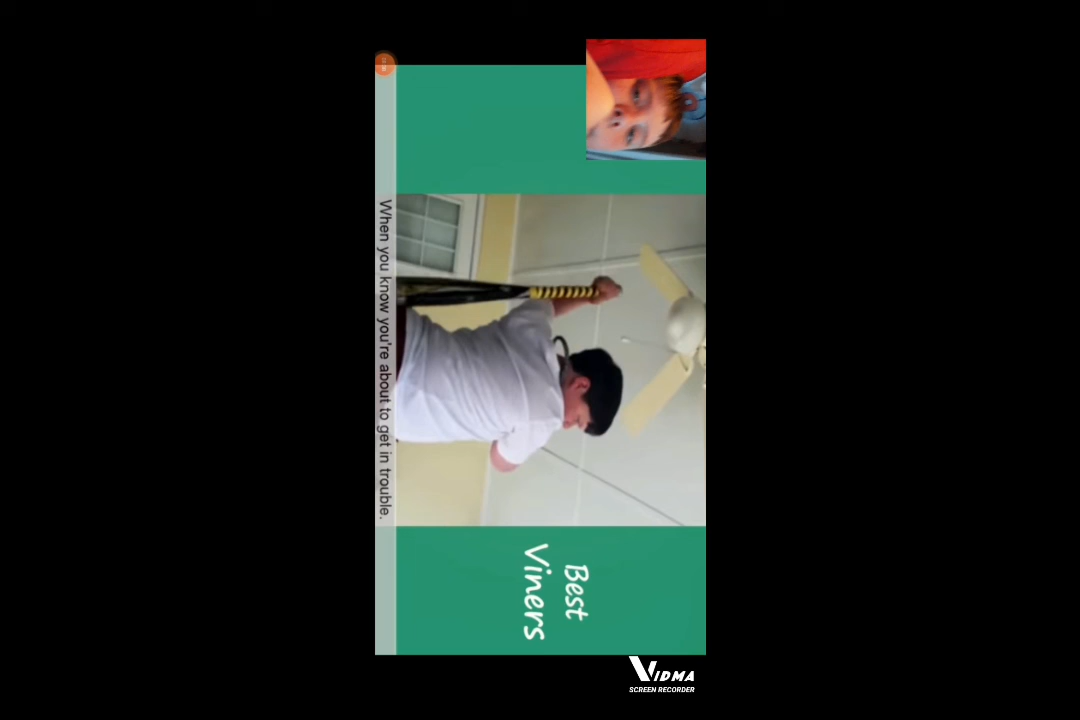 When you know you're about to get in trouble.
Best
Viners
VIDMA
SCREEN RECORDER